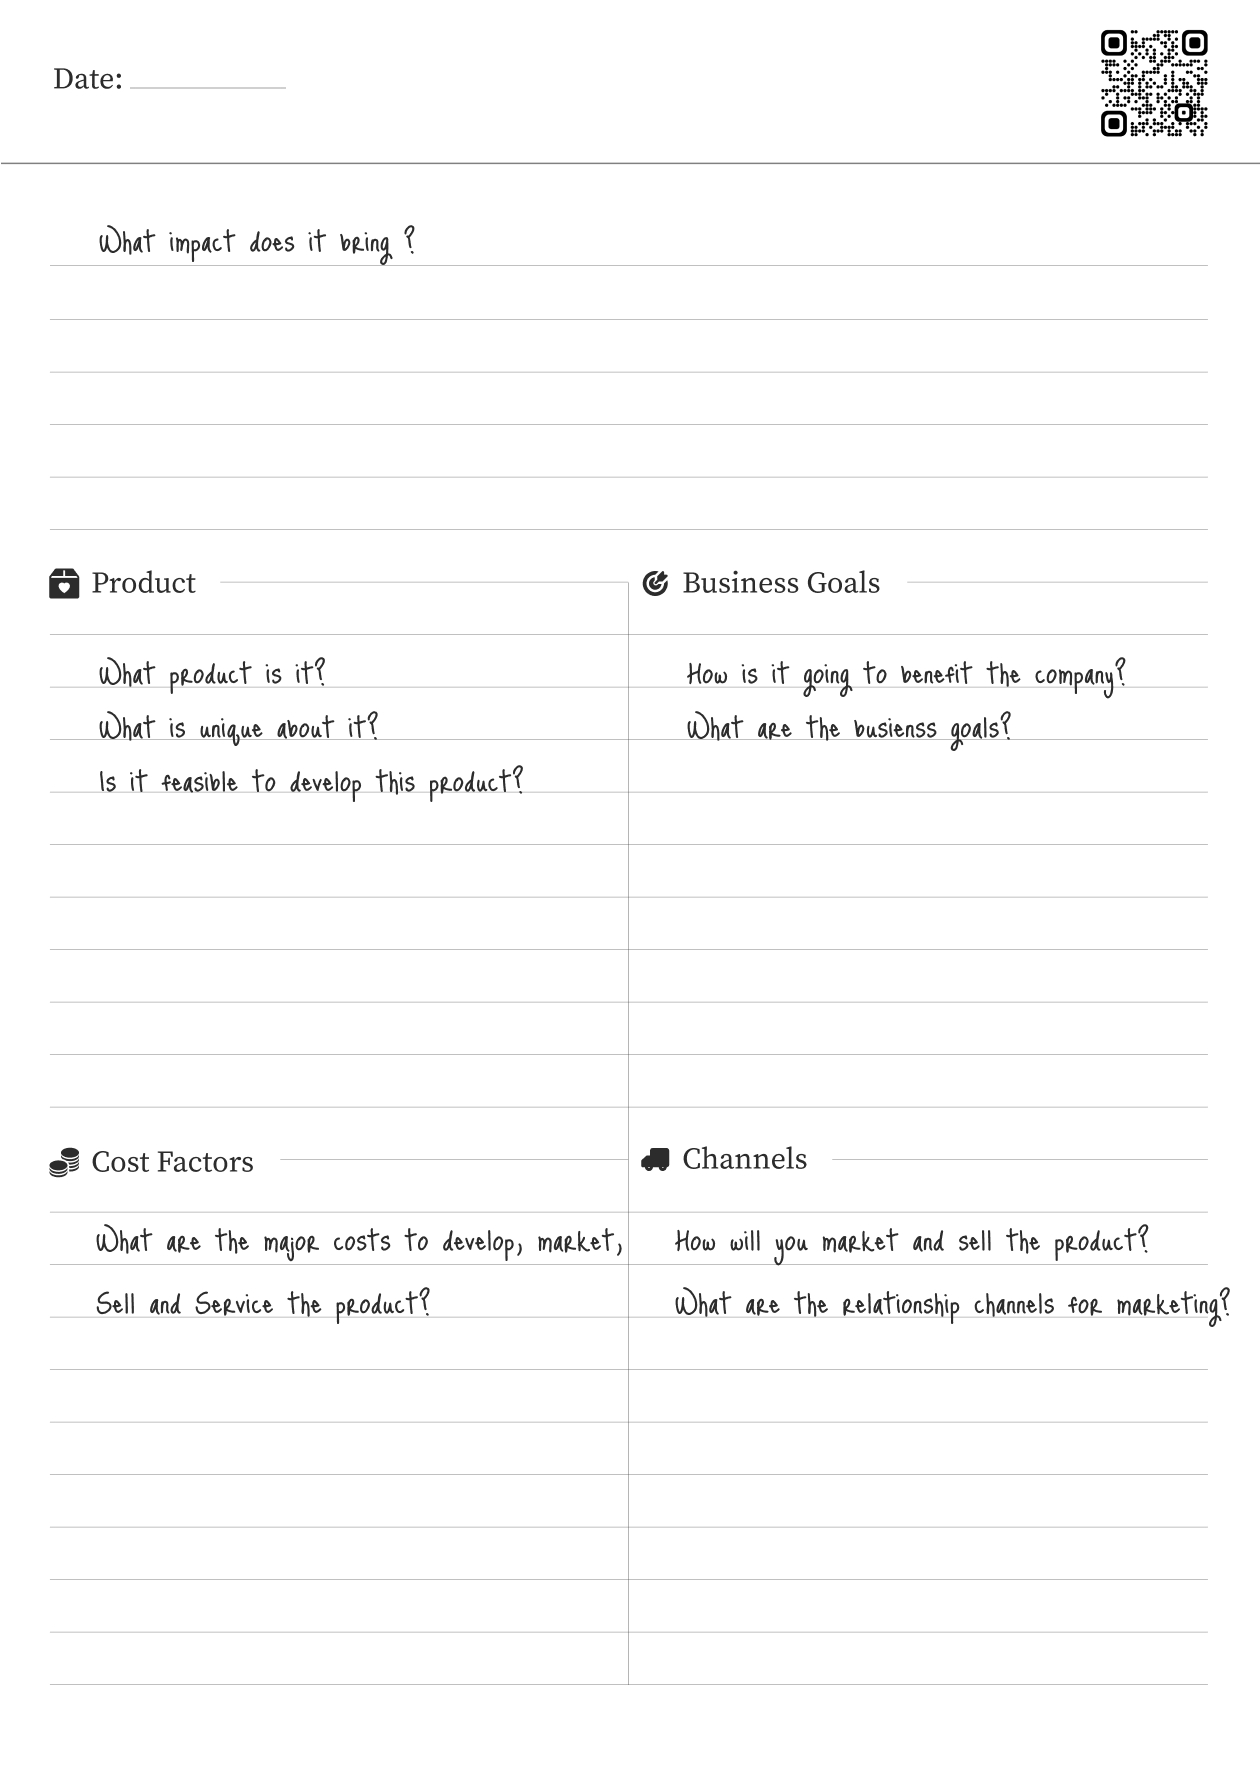 Date:
What impact does it bring ?
Product
What product is it?
What is unique about it?
Is it feasible to develop this product?
Business Goals
How is it going to benefit the company?
What are the busienss goals?
Cost Factors
What are the major costs to develop, market,
Sell and Service the product?
Channels
How will you market and sell the product?
What are the relationship channels for marketing?